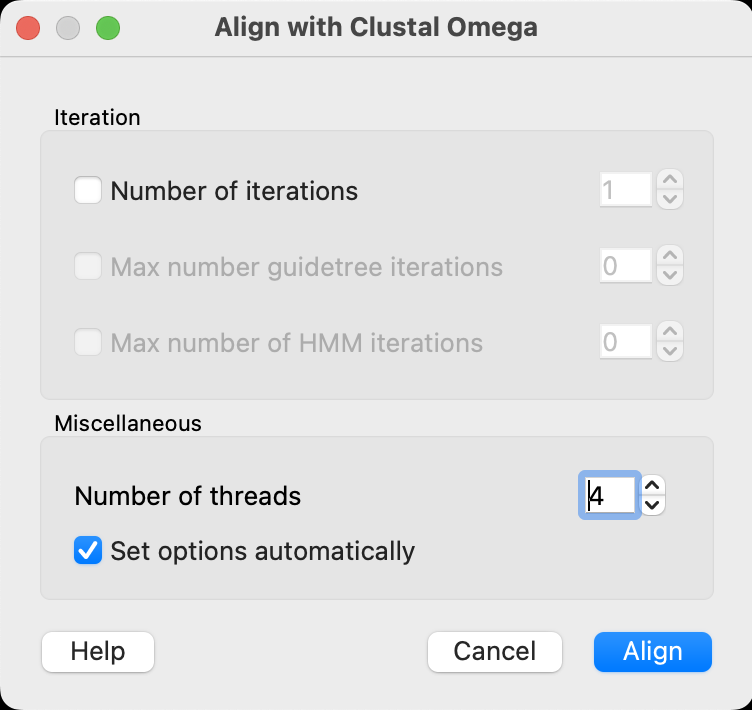 Align with Clustal Omega
Iteration
Number of iterations 1
Max number guidetree iterations 0
Max number of HMM iterations 0
Miscellaneous
Number of threads 4
Set options automatically
Help Cancel Align